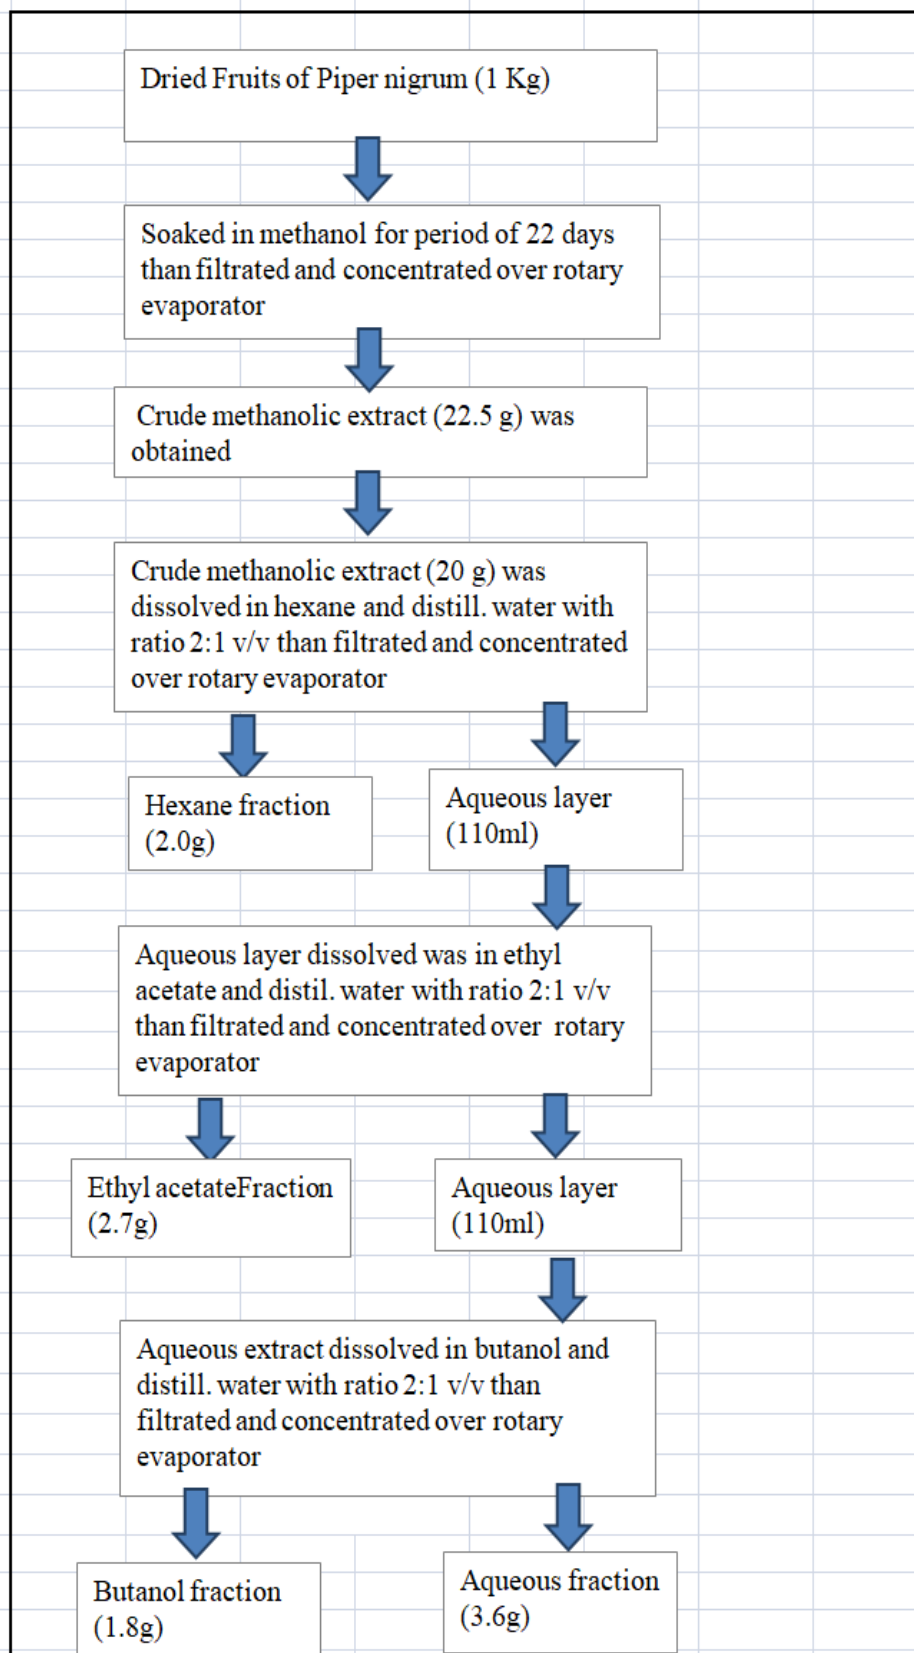 Dried Fruits of Piper nigrum (1 Kg)
Soaked in methanol for period of 22 days
than filtrated and concentrated over rotary
evaporator
Crude methanolic extract (22.5 g) was
obtained
Crude methanolic extract (20 g) was
dissolved in hexane and distill. water with
ratio 2:1 v/v than filtrated and concentrated
over rotary evaporator
Hexane fraction
(2.0g)
Aqueous layer
(110ml)
Aqueous layer dissolved was in ethyl
acetate and distil. water with ratio 2:1 v/v
than filtrated and concentrated over rotary
evaporator
Ethyl acetateFraction
(2.7g)
Aqueous layer
(110ml)
Aqueous extract dissolved in butanol and
distill. water with ratio 2:1 v/v than
filtrated and concentrated over rotary
evaporator
Butanol fraction
(1.8g)
Aqueous fraction
(3.6g)